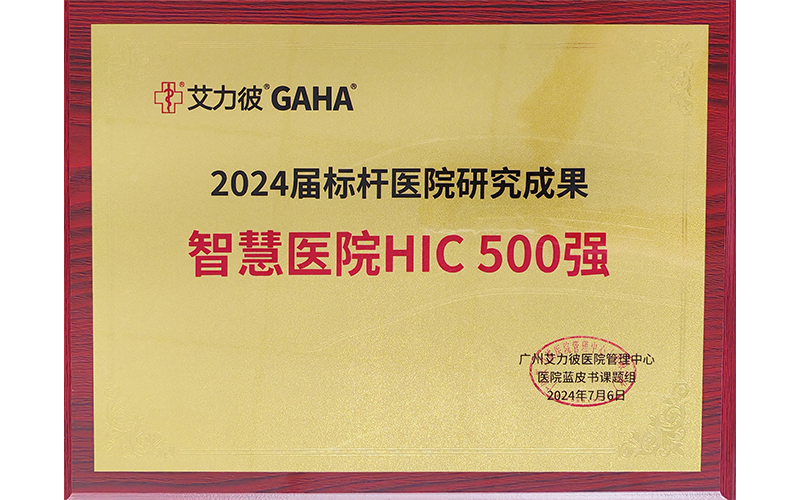 艾力彼® GAHA®
2024届标杆医院研究成果
智慧医院HIC 500强
广州艾力彼医院管理中心
医院蓝皮书课题组
2024年7月6日